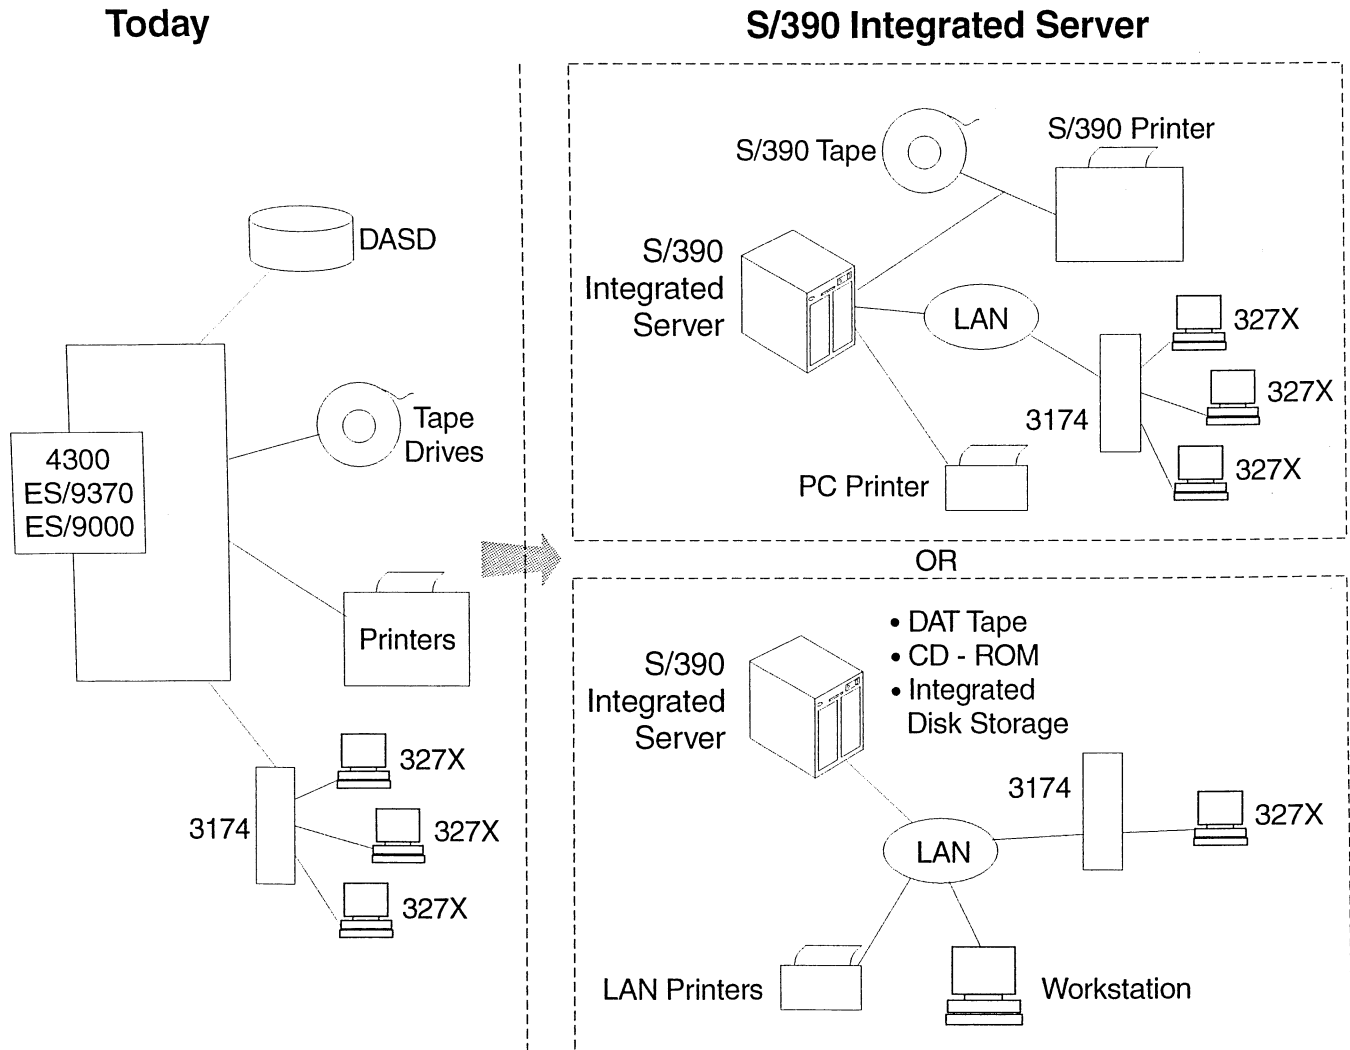 Today
DASD
Tape
Drives
4300
ES/9370
ES/9000
Printers
327X
3174
327X
327X
S/390 Integrated Server
S/390 Printer
S/390 Tape
S/390
Integrated
Server
LAN
327X
327X
3174
327X
PC Printer
OR
S/390
Integrated
Server
• DAT Tape
• CD - ROM
• Integrated
Disk Storage
3174
327X
LAN
LAN Printers
Workstation